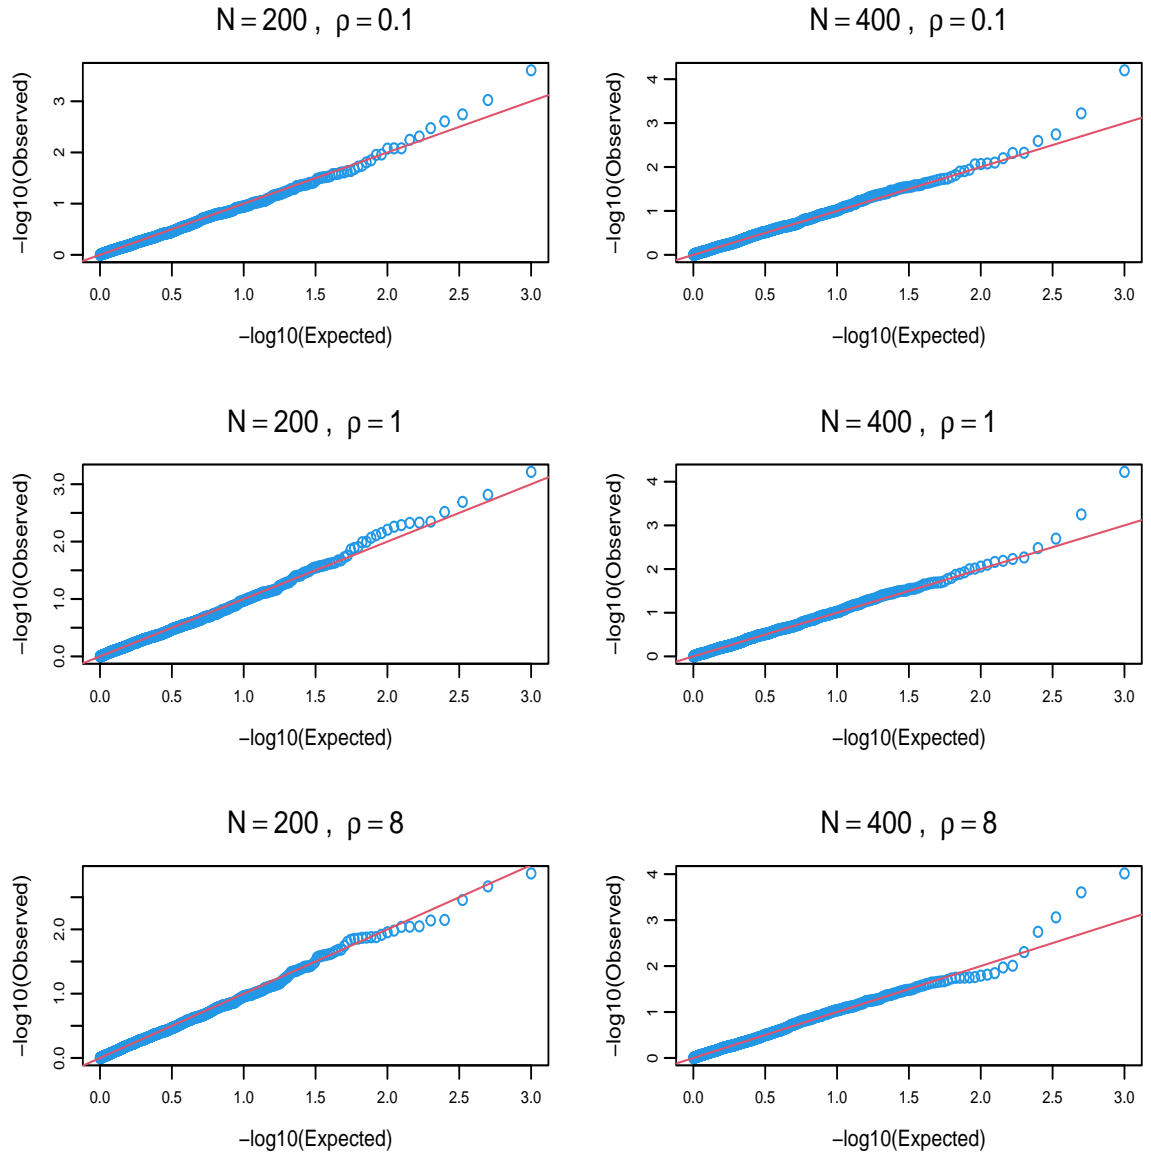 N = 200 , ρ = 0.1
−log10(Observed)
3
2
1
0
0.0 0.5 1.0 1.5 2.0 2.5 3.0
−log10(Expected)
N = 400 , ρ = 0.1
−log10(Observed)
4
3
2
1
0
0.0 0.5 1.0 1.5 2.0 2.5 3.0
−log10(Expected)
N = 200 , ρ = 1
−log10(Observed)
3.0
2.0
1.0
0.0
0.0 0.5 1.0 1.5 2.0 2.5 3.0
−log10(Expected)
N = 400 , ρ = 1
−log10(Observed)
4
3
2
1
0
0.0 0.5 1.0 1.5 2.0 2.5 3.0
−log10(Expected)
N = 200 , ρ = 8
−log10(Observed)
2.0
1.0
0.0
0.0 0.5 1.0 1.5 2.0 2.5 3.0
−log10(Expected)
N = 400 , ρ = 8
−log10(Observed)
4
3
2
1
0
0.0 0.5 1.0 1.5 2.0 2.5 3.0
−log10(Expected)